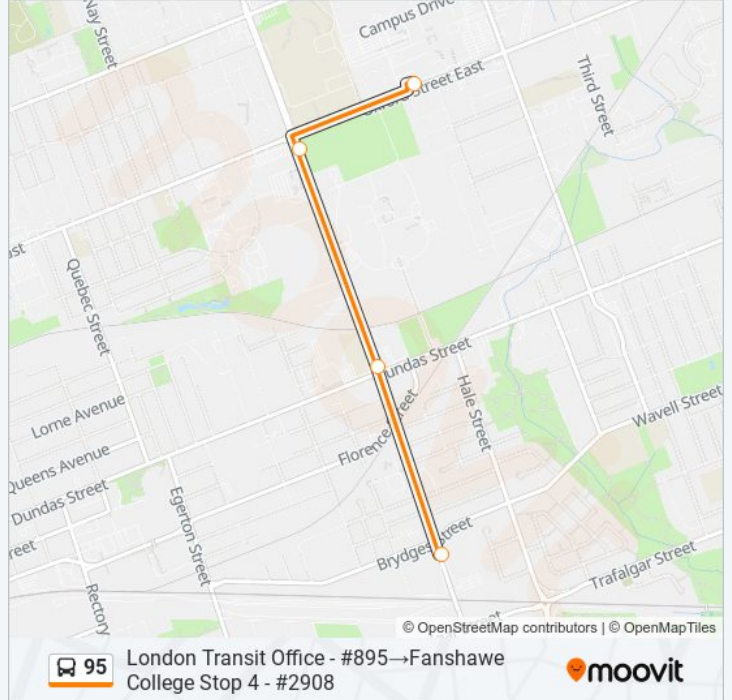 Nay Street
Campus Drive
Oxford Street East
Third Street
ast
Quebec Street
Dundas Street
Hale Street
Lorne Avenue
Florence Street
Wavell Street
Queens Avenue
Dundas Street
Egerton Street
reet
Brydges Street
Trafalgar Street
Rectory
© OpenStreetMap contributors | © OpenMapTiles
95
London Transit Office - #895→Fanshawe
College Stop 4 - #2908
moovit